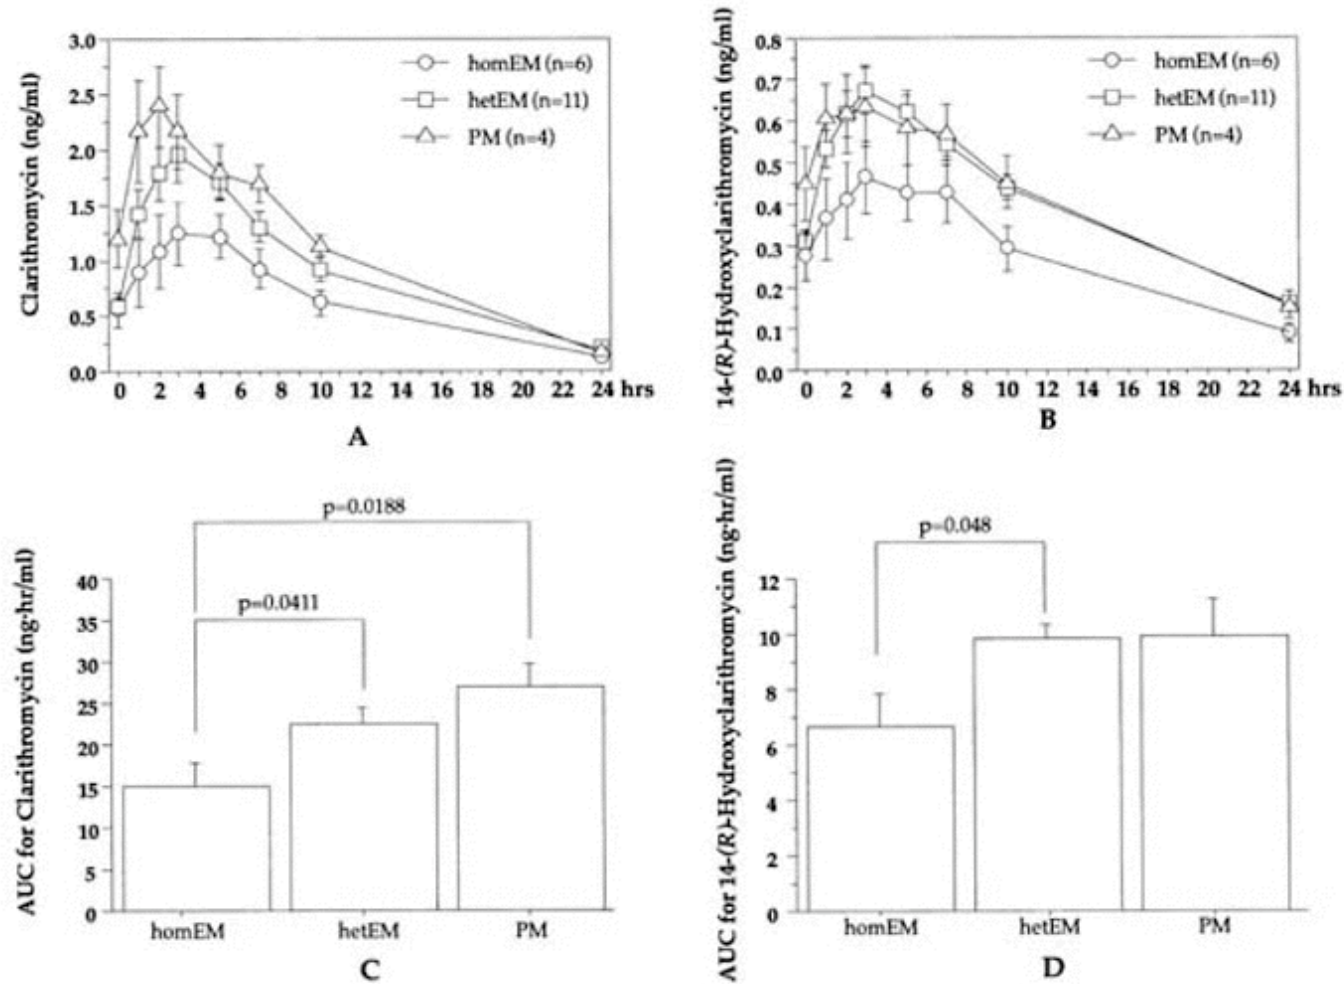 Clarithromycin (ng/ml)
3.0
2.5
2.0
1.5
1.0
0.5
0.0
homEM (n=6)
hetEM (n=11)
PM (n=4)
0 2 4 6 8 10 12 14 16 18 20 22 24 hrs
A
14-(R)-Hydroxyclarithromycin (ng/ml)
0.8
0.7
0.6
0.5
0.4
0.3
0.2
0.1
0.0
homEM (n=6)
hetEM (n=11)
PM (n=4)
0 2 4 6 8 10 12 14 16 18 20 22 24 hrs
B
AUC for Clarithromycin (ng·hr/ml)
p=0.0188
p=0.0411
40
35
30
25
20
15
10
5
0
homEM hetEM PM
C
AUC for 14-(R)-Hydroxyclarithromycin (ng·hr/ml)
p=0.048
12
10
8
6
4
2
0
homEM hetEM PM
D